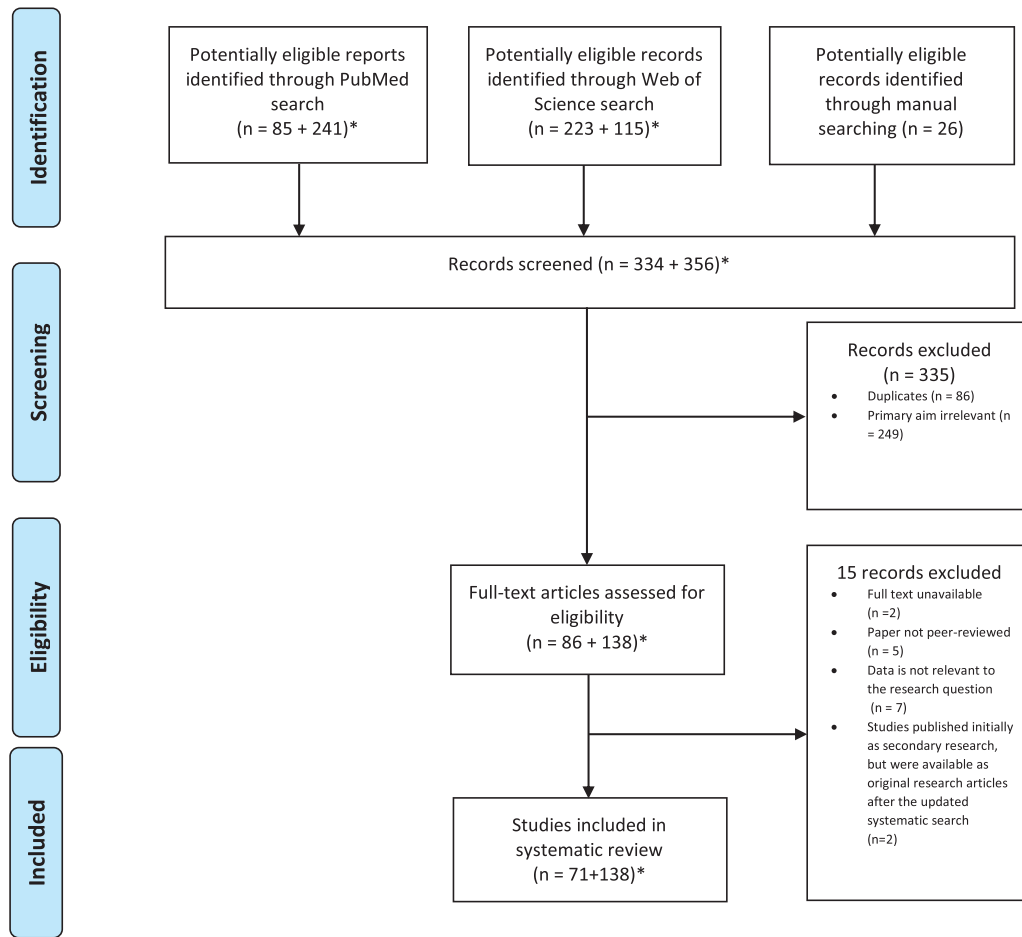 Identification
Potentially eligible reports
identified through PubMed
search
(n = 85 + 241)*
Potentially eligible records
identified through Web of
Science search
(n = 223 + 115)*
Potentially eligible
records identified
through manual
searching (n = 26)
Records screened (n = 334 + 356)*
Screening
Records excluded
(n = 335)
• Duplicates (n = 86)
• Primary aim irrelevant (n
= 249)
Eligibility
Full-text articles assessed for
eligibility
(n = 86 + 138)*
15 records excluded
• Full text unavailable
(n =2)
• Paper not peer-reviewed
(n = 5)
• Data is not relevant to
the research question
(n = 7)
• Studies published initially
as secondary research,
but were available as
original research articles
after the updated
systematic search
(n=2)
Included
Studies included in
systematic review
(n = 71+138)*